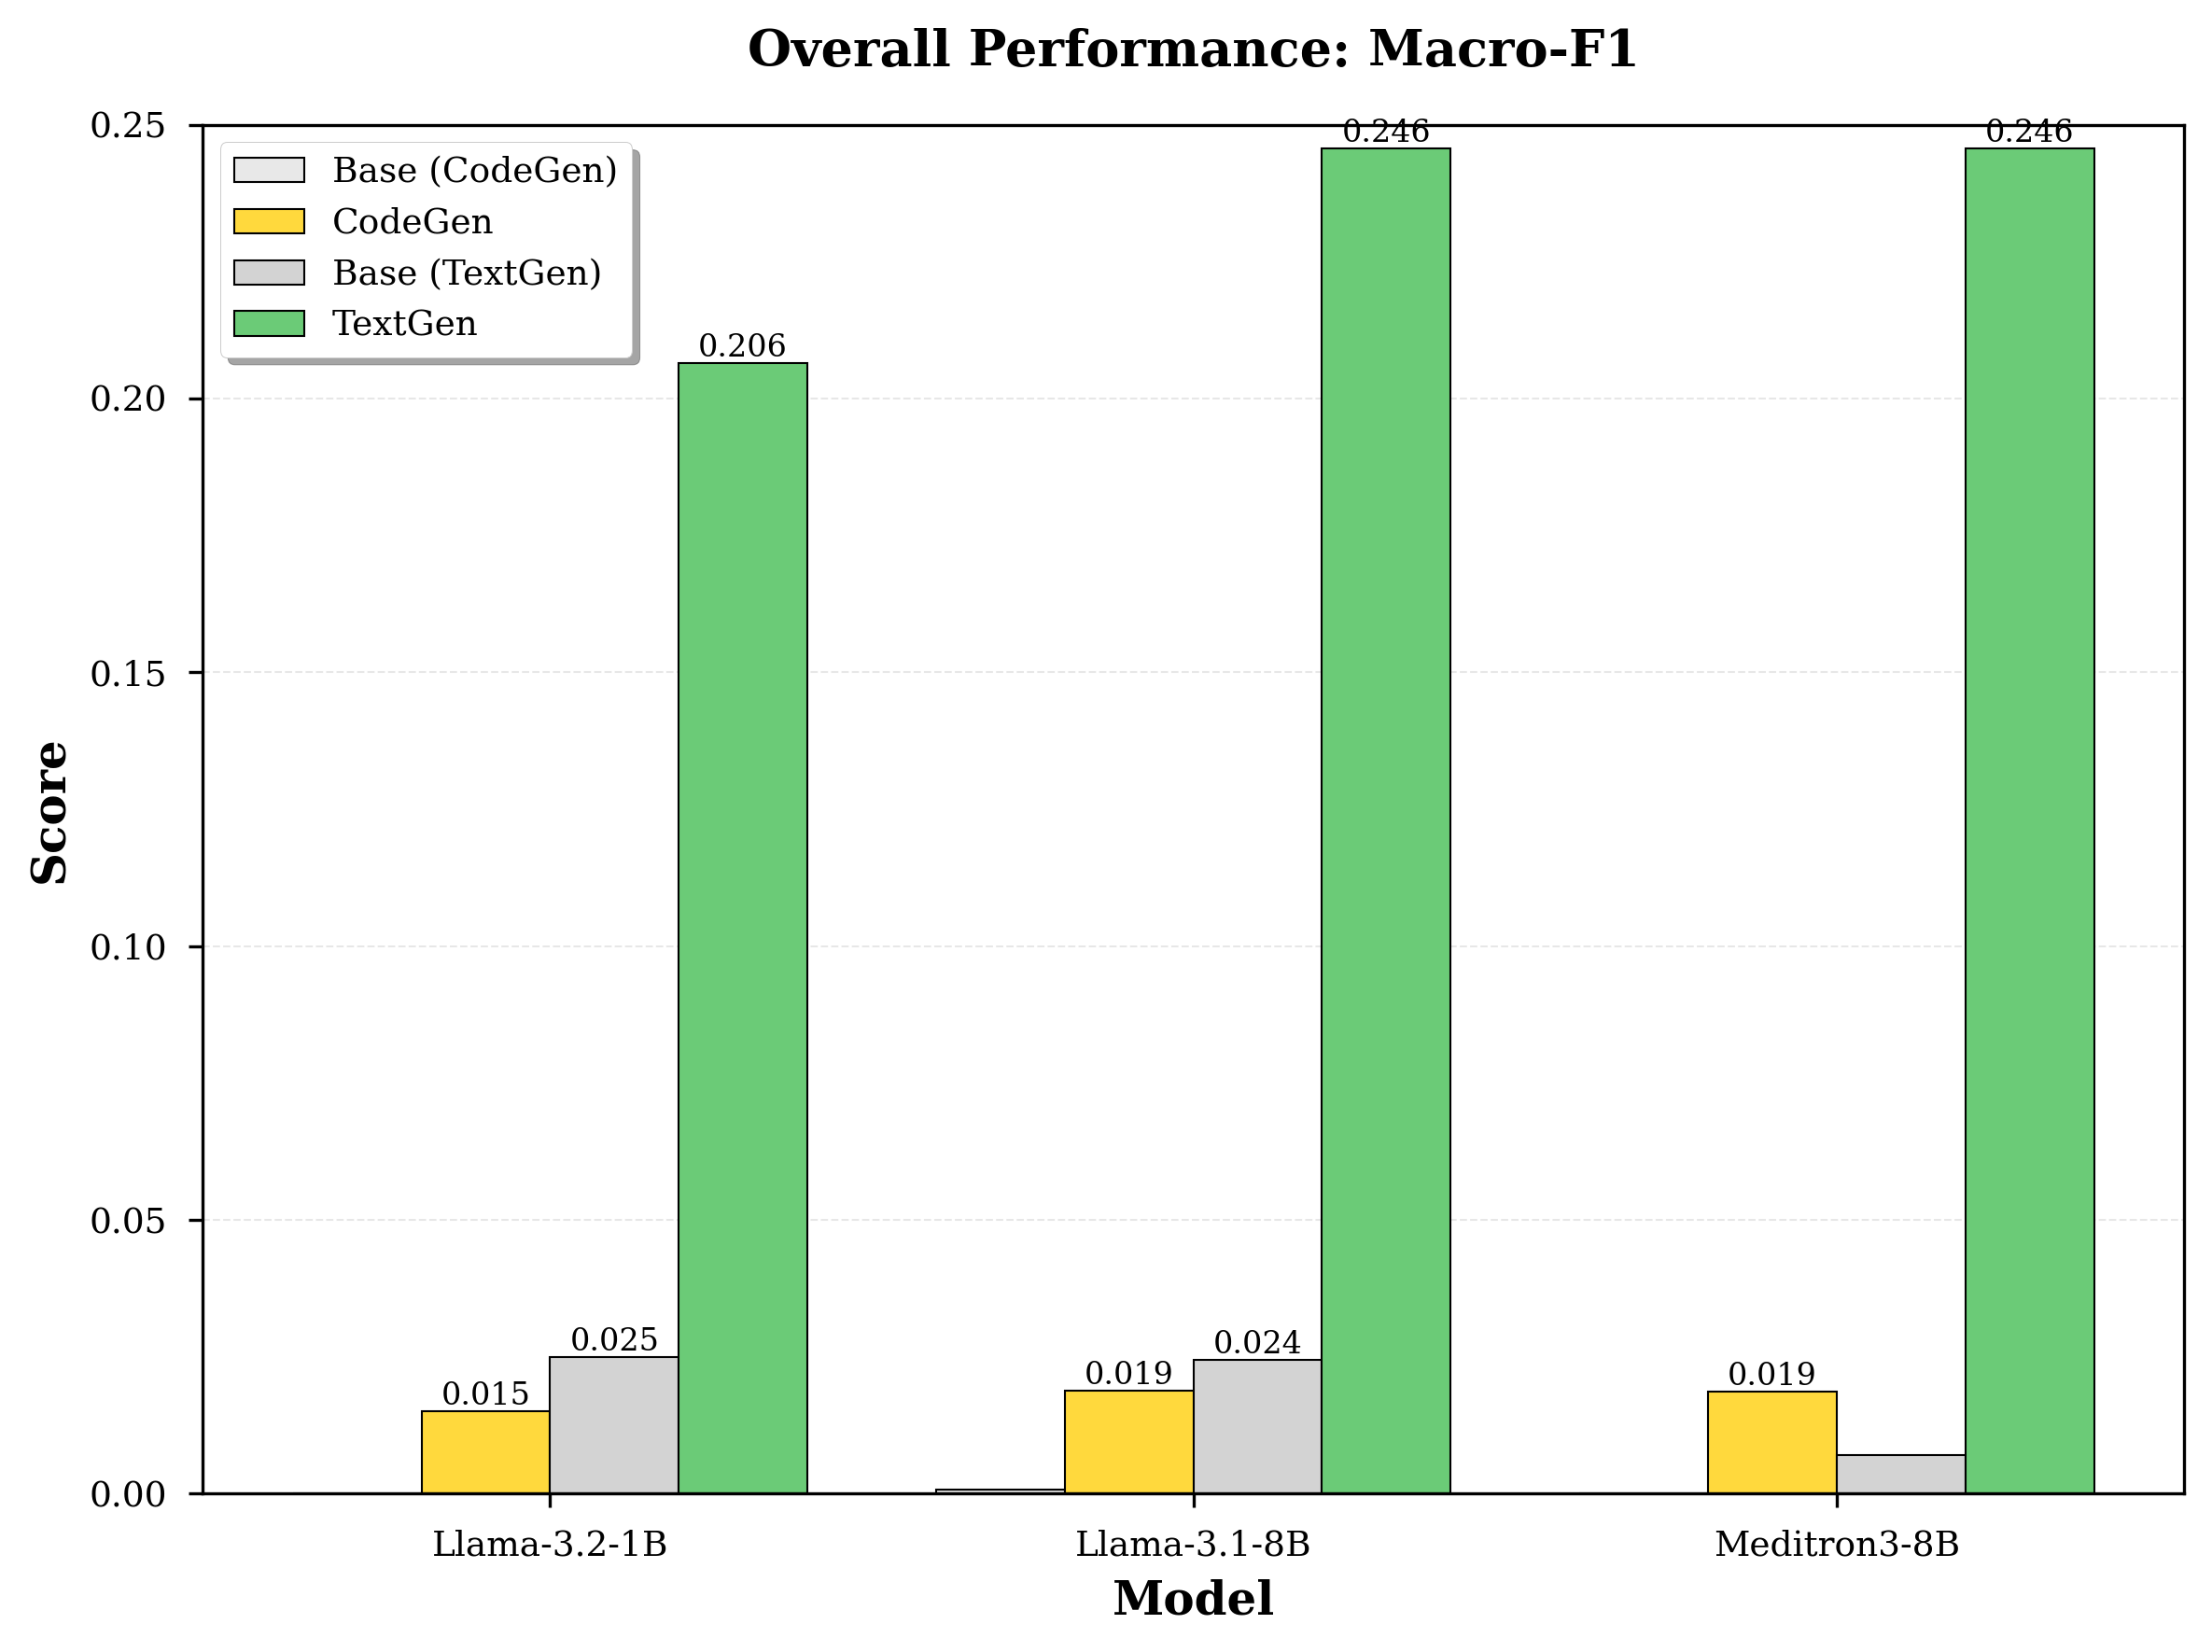 Overall Performance: Macro-F1
0.25
0.20
0.15
0.10
0.05
0.00
Score
Base (CodeGen)
CodeGen
Base (TextGen)
TextGen
0.015
0.025
0.206
0.019
0.024
0.246
0.019
0.246
Llama-3.2-1B
Llama-3.1-8B
Meditron3-8B
Model